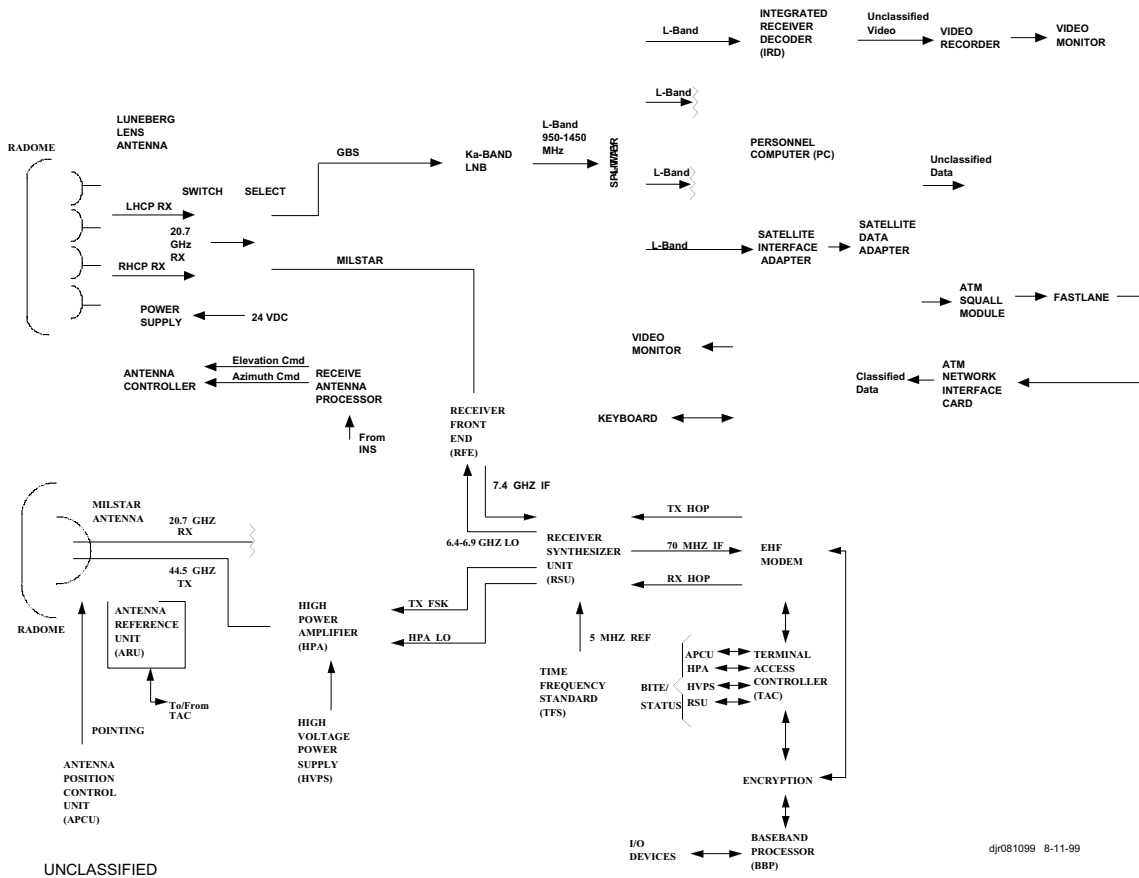 INTEGRATED
RECEIVER
DECODER
(IRD)
Unclassified
Video
L-Band
VIDEO
RECORDER
VIDEO
MONITOR
L-Band
LUNEBERG
LENS
ANTENNA
RADOME
L-Band
950-1450
MHz
GBS
Ka-BAND
LNB
PERSONNEL
COMPUTER (PC)
Unclassified
Data
L-Band
SWITCH SELECT
LHCP RX
20.7
GHz
RX
RHCP RX
MILSTAR
L-Band
SATELLITE
INTERFACE
ADAPTER
SATELLITE
DATA
ADAPTER
POWER
SUPPLY
24 VDC
ATM
SQUALL
MODULE
FASTLANE
VIDEO
MONITOR
ANTENNA
CONTROLLER
Elevation Cmd
Azimuth Cmd
RECEIVE
ANTENNA
PROCESSOR
Classified
Data
ATM
NETWORK
INTERFACE
CARD
From
INS
RECEIVER
FRONT
END
(RFE)
KEYBOARD
7.4 GHZ IF
MILSTAR
ANTENNA
20.7 GHZ
RX
6.4-6.9 GHZ LO
RECEIVER
SYNTHESIZER
UNIT
(RSU)
TX HOP
70 MHZ IF
RX HOP
EHF
MODEM
44.5 GHZ
TX
RADOME
ANTENNA
REFERENCE
UNIT
(ARU)
HIGH
POWER
AMPLIFIER
(HPA)
TX FSK
HPA LO
5 MHZ REF
TIME
FREQUENCY
STANDARD
(TFS)
BITE/
STATUS
APCU
HPA
HVPS
RSU
TERMINAL
ACCESS
CONTROLLER
(TAC)
To/From
TAC
POINTING
HIGH
VOLTAGE
POWER
SUPPLY
(HVPS)
ANTENNA
POSITION
CONTROL
UNIT
(APCU)
ENCRYPTION
I/O
DEVICES
BASEBAND
PROCESSOR
(BBP)
djr081099 8-11-99
UNCLASSIFIED